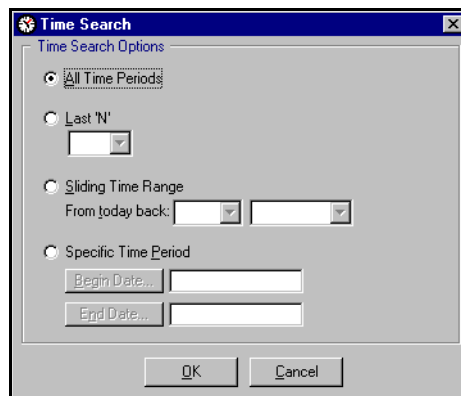 Time Search
Time Search Options
All Time Periods
Last 'N'
Sliding Time Range
From today back:
Specific Time Period
Begin Date...
End Date...
OK Cancel